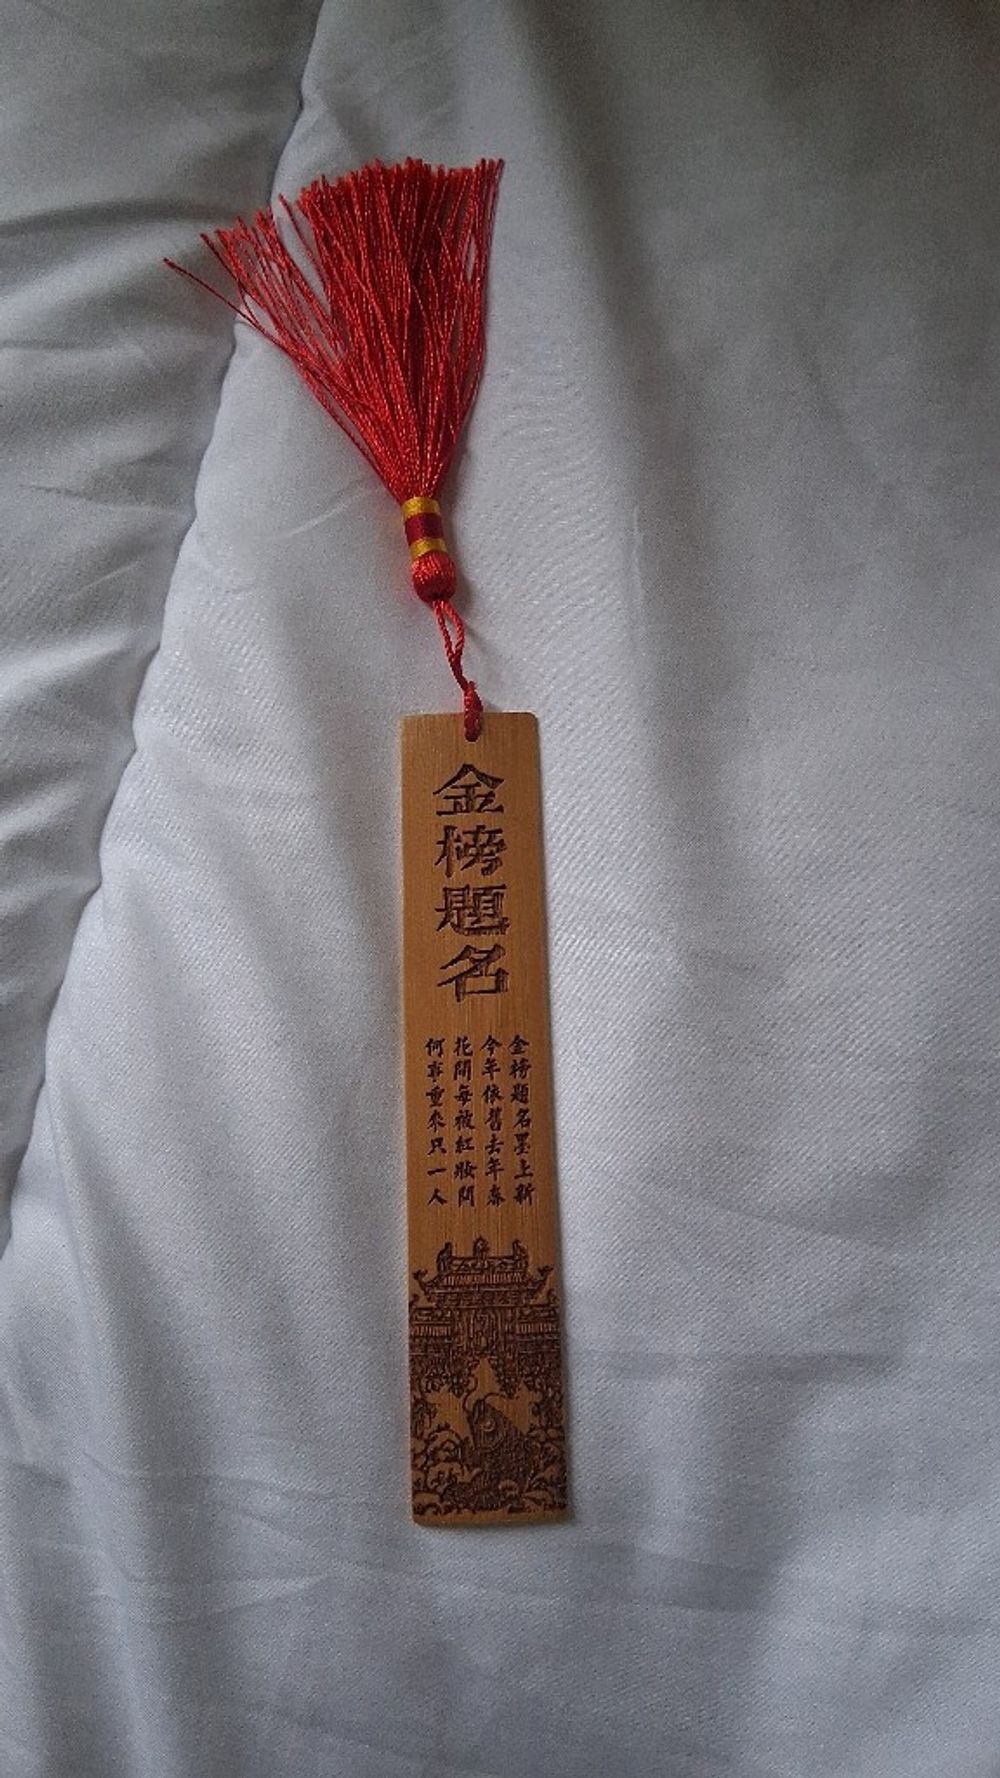 金榜題名
金榜題名墨上新
今年依舊去年春
花間每被紅妝問
何事重來只一人